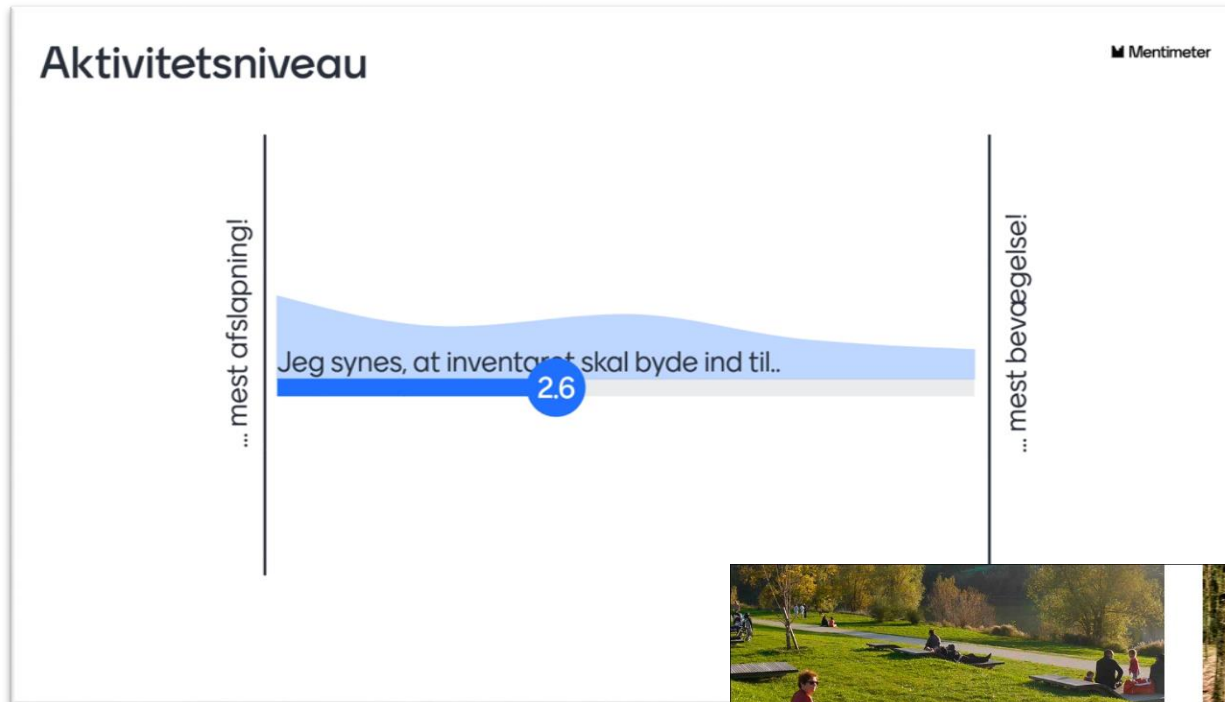 Aktivitetsniveau
Mentimeter
... mest afslapning!
Jeg synes, at inventaret skal byde ind til..
2.6
... mest bevægelse!